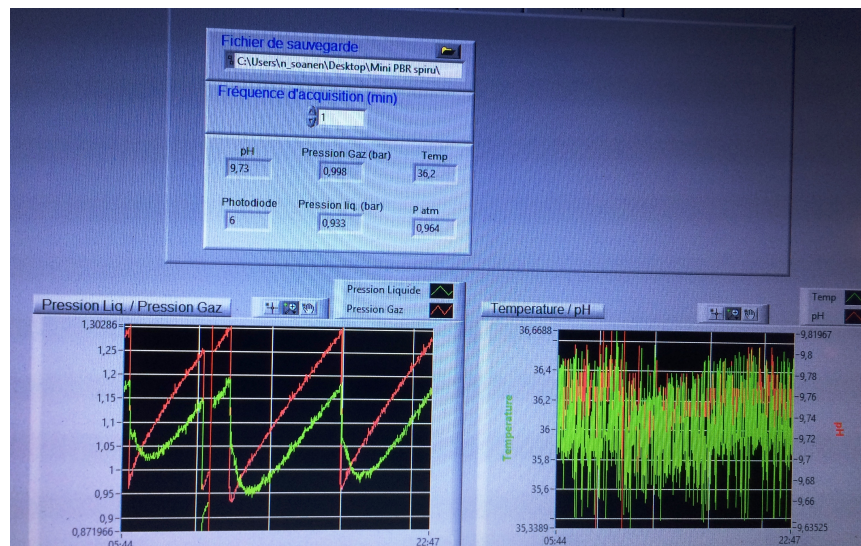 Fichier de sauvegarde
C:\Users\n_soanen\Desktop\Mini PBR spiru\
Fréquence d'acquisition (min)
1
pH Pression Gaz (bar) Temp
9,73 0,998 36,2
Photodiode Pression liq. (bar) P atm
6 0,933 0,964
Pression Liq. / Pression Gaz
Pression Liquide
Pression Gaz
1,30286
1,25
1,2
1,15
1,1
1,05
1
0,95
0,9
0,871966
05:44 22:47
Temperature / pH
Temp
pH
36,6688
36,4
36,2
36
35,8
35,6
35,3389
Temperature
9,81967
9,8
9,78
9,76
9,74
9,72
9,7
9,68
9,66
9,63525
pH
05:44 22:47